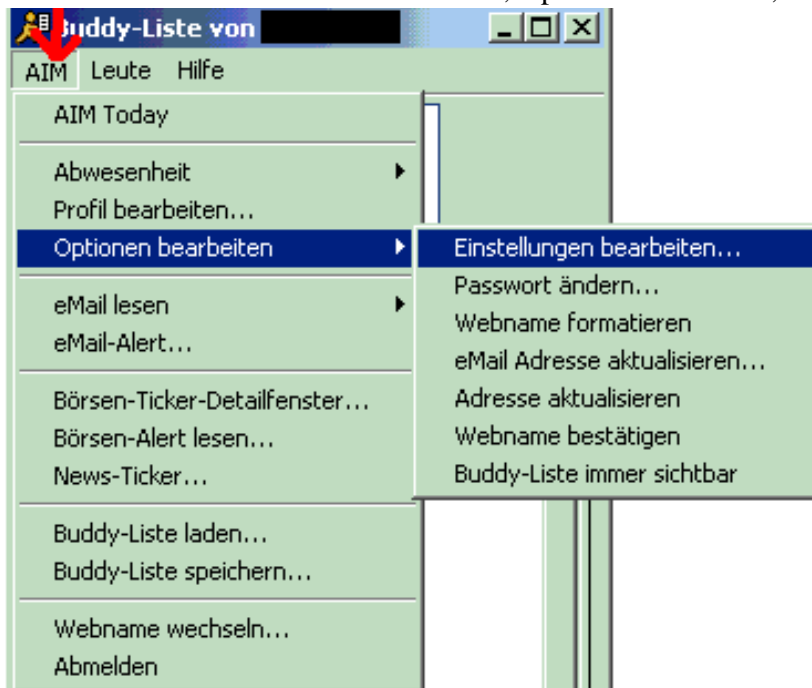 Buddy-Liste von
AIM Leute Hilfe
AIM Today
Abwesenheit
Profil bearbeiten...
Optionen bearbeiten
Einstellungen bearbeiten...
Passwort ändern...
Webname formatieren
eMail Adresse aktualisieren...
Adresse aktualisieren
Webname bestätigen
Buddy-Liste immer sichtbar
eMail lesen
eMail-Alert...
Börsen-Ticker-Detailfenster...
Börsen-Alert lesen...
News-Ticker...
Buddy-Liste laden...
Buddy-Liste speichern...
Webname wechseln...
Abmelden